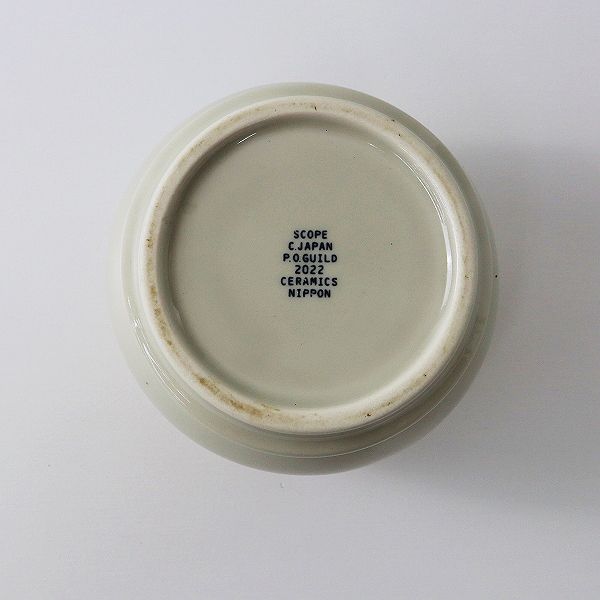 SCOPE
C.JAPAN
P.O.GUILD
2022
CERAMICS
NIPPON